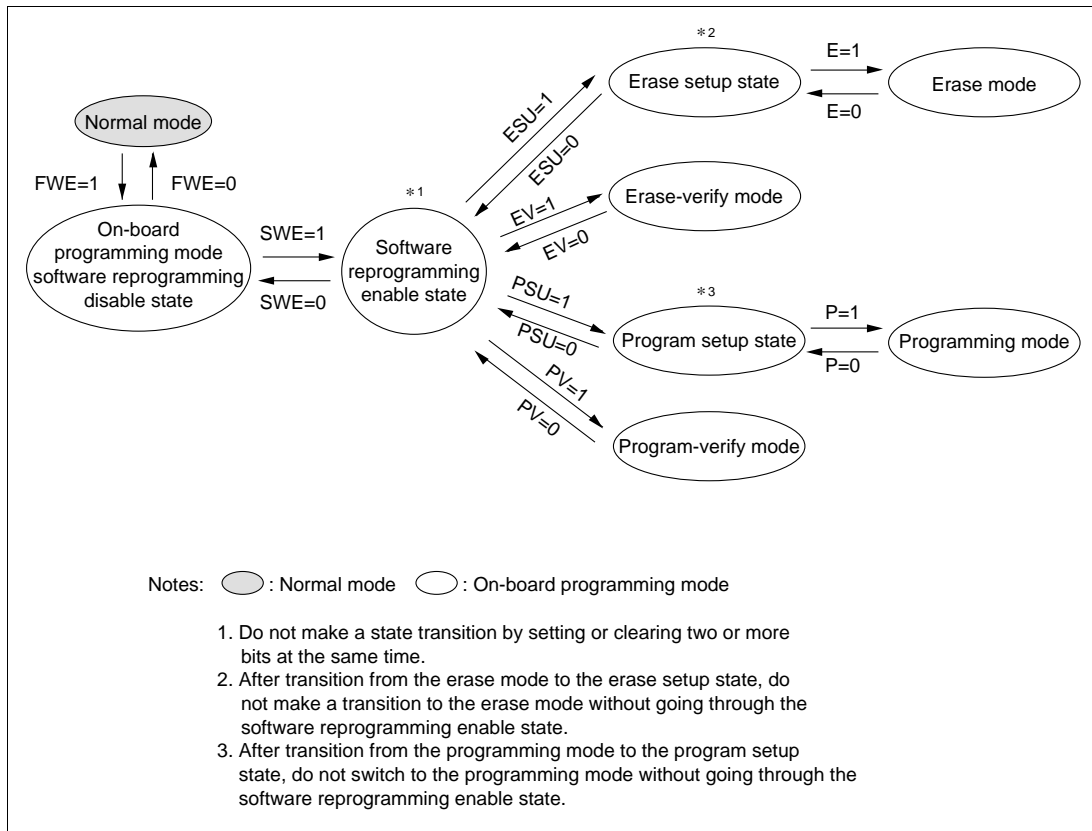 *2
E=1
Erase setup state
Erase mode
E=0
Normal mode
ESU=1
ESU=0
FWE=1
FWE=0
*1
EV=1
Erase-verify mode
EV=0
On-board
programming mode
software reprogramming
disable state
SWE=1
SWE=0
Software
reprogramming
enable state
PSU=1
PSU=0
*3
P=1
Program setup state
Programming mode
P=0
PV=1
PV=0
Program-verify mode
Notes: : Normal mode : On-board programming mode
1. Do not make a state transition by setting or clearing two or more
bits at the same time.
2. After transition from the erase mode to the erase setup state, do
not make a transition to the erase mode without going through the
software reprogramming enable state.
3. After transition from the programming mode to the program setup
state, do not switch to the programming mode without going through the
software reprogramming enable state.